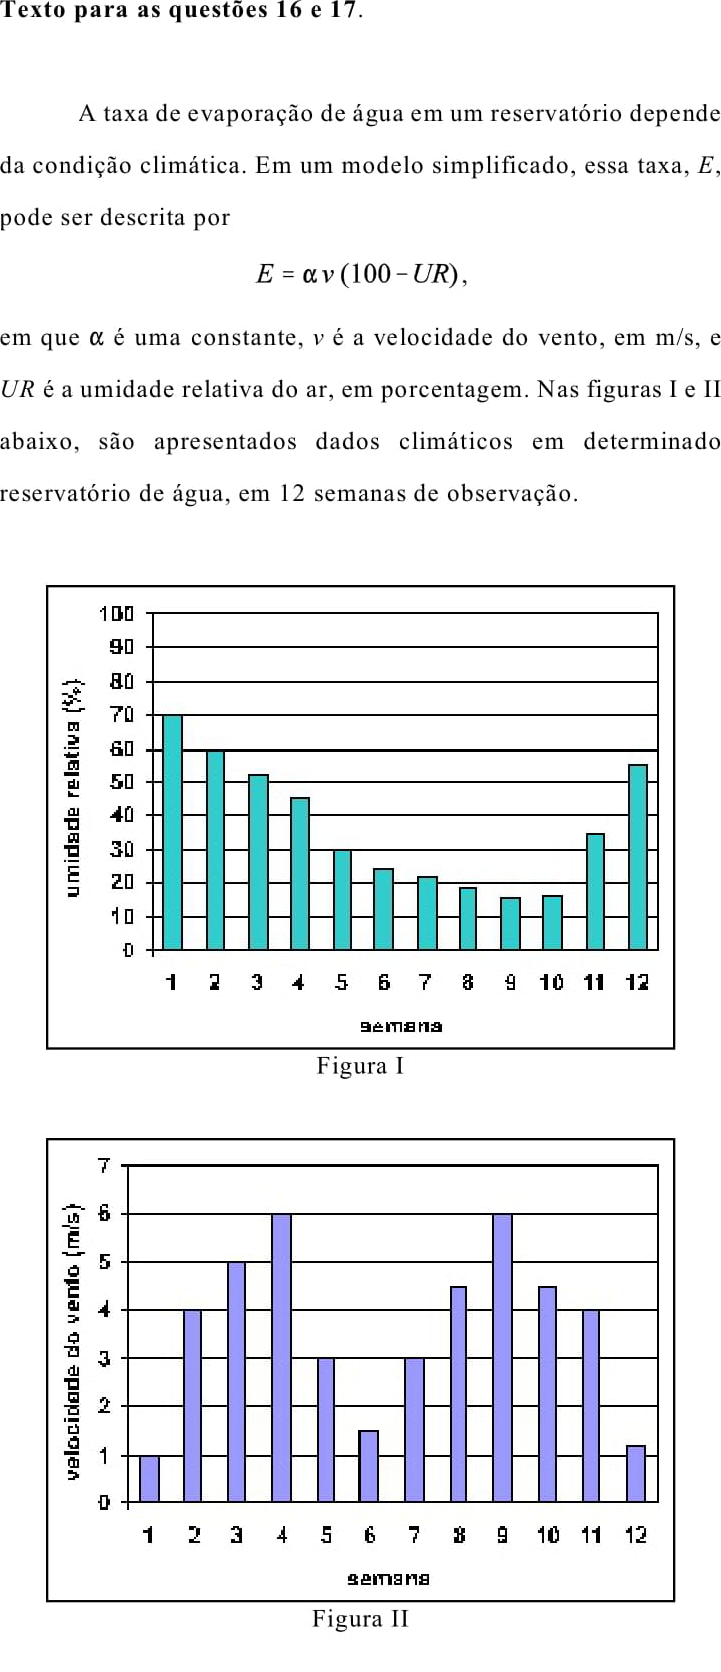 Texto para as questões 16 e 17.
A taxa de evaporação de água em um reservatório depende
da condição climática. Em um modelo simplificado, essa taxa, E,
pode ser descrita por
E = α v (100 − UR),
em que α é uma constante, v é a velocidade do vento, em m/s, e
UR é a umidade relativa do ar, em porcentagem. Nas figuras I e II
abaixo, são apresentados dados climáticos em determinado
reservatório de água, em 12 semanas de observação.
umidade relativa (%)
100
90
80
70
60
50
40
30
20
10
0
1 2 3 4 5 6 7 8 9 10 11 12
semana
Figura I
velocidade do vento (m/s)
7
6
5
4
3
2
1
0
1 2 3 4 5 6 7 8 9 10 11 12
semana
Figura II